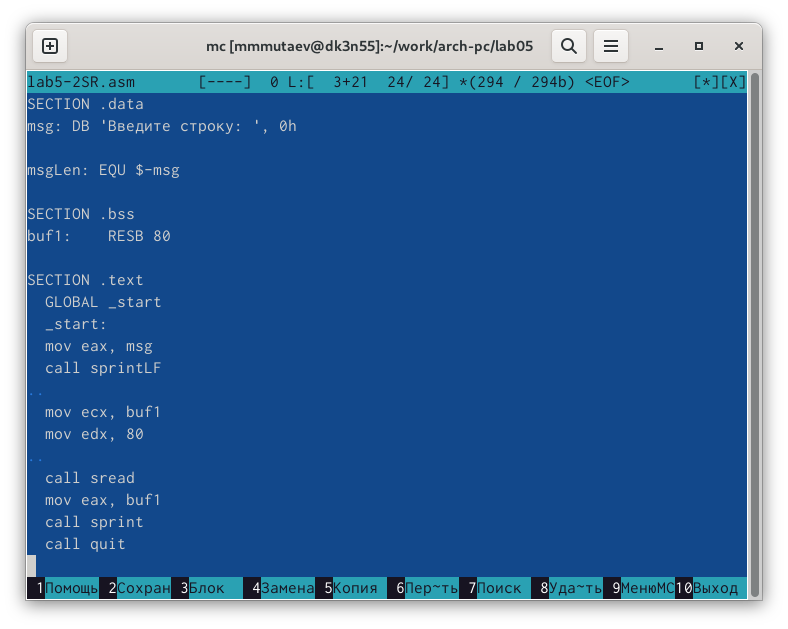 mc [mmmutaev@dk3n55]:~/work/arch-pc/lab05
lab5-2SR.asm [----] 0 L:[ 3+21 24/ 24] *(294 / 294b) <EOF> [*][X]
SECTION .data
msg: DB 'Введите строку: ', 0h
msgLen: EQU $-msg
SECTION .bss
buf1: RESB 80
SECTION .text
GLOBAL _start
_start:
mov eax, msg
call sprintLF
..
mov ecx, buf1
mov edx, 80
..
call sread
mov eax, buf1
call sprint
call quit
1Помощь 2Сохран 3Блок 4Замена 5Копия 6Пер~ть 7Поиск 8Уда~ть 9МенюMC 10Выход